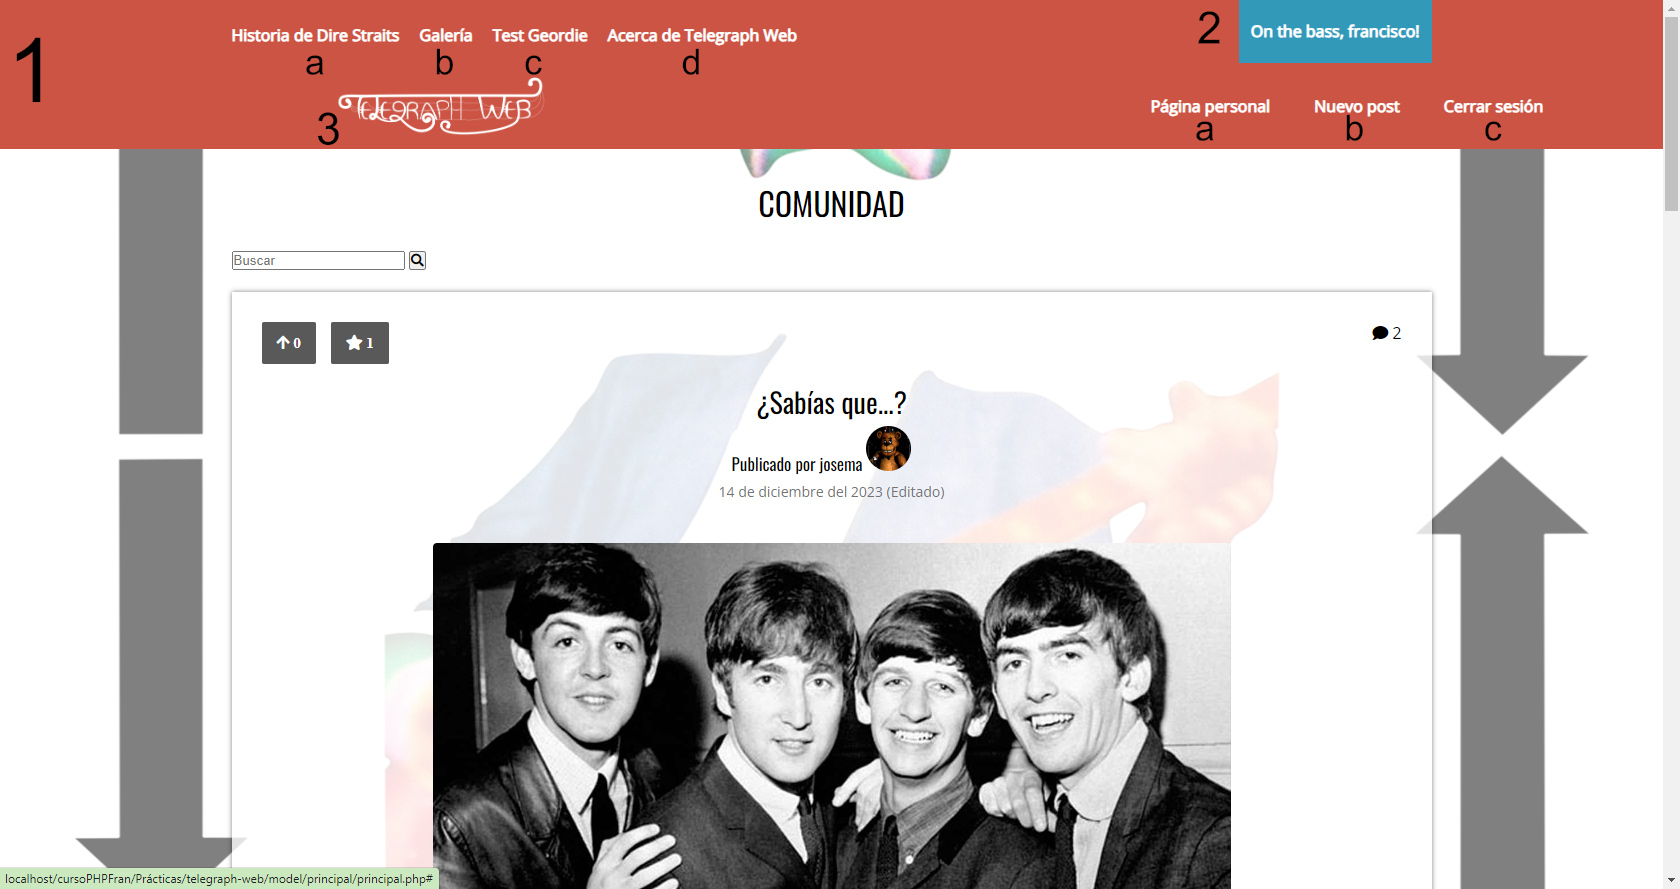 1
Historia de Dire Straits Galería Test Geordie Acerca de Telegraph Web
a b c d
2 On the bass, francisco!
3 TELEGRAPH WEB
Página personal Nuevo post Cerrar sesión
a b c
COMUNIDAD
Buscar
0 1
2
¿Sabías que...?
Publicado por josema
14 de diciembre del 2023 (Editado)
localhost/cursoPHPFran/Prácticas/telegraph-web/model/principal/principal.php#